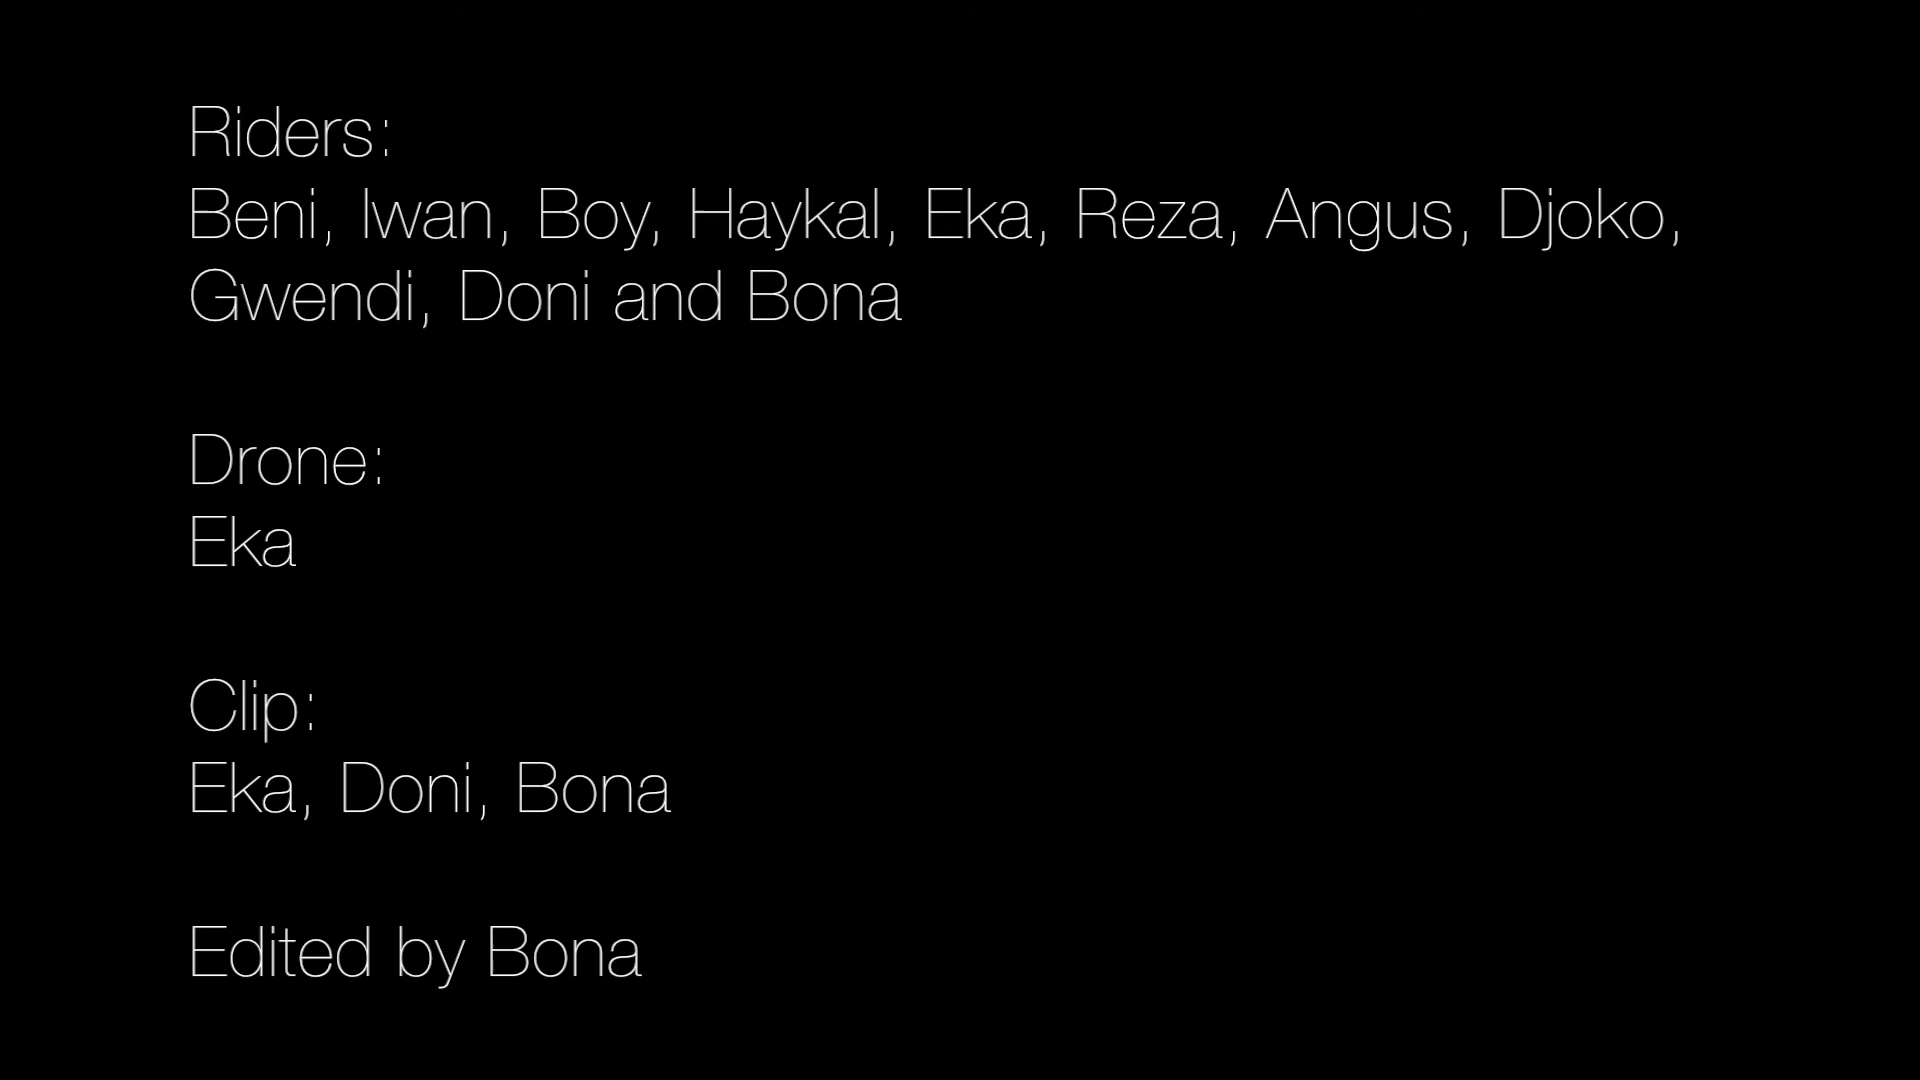 Riders:
Beni, Iwan, Boy, Haykal, Eka, Reza, Angus, Djoko,
Gwendi, Doni and Bona
Drone:
Eka
Clip:
Eka, Doni, Bona
Edited by Bona